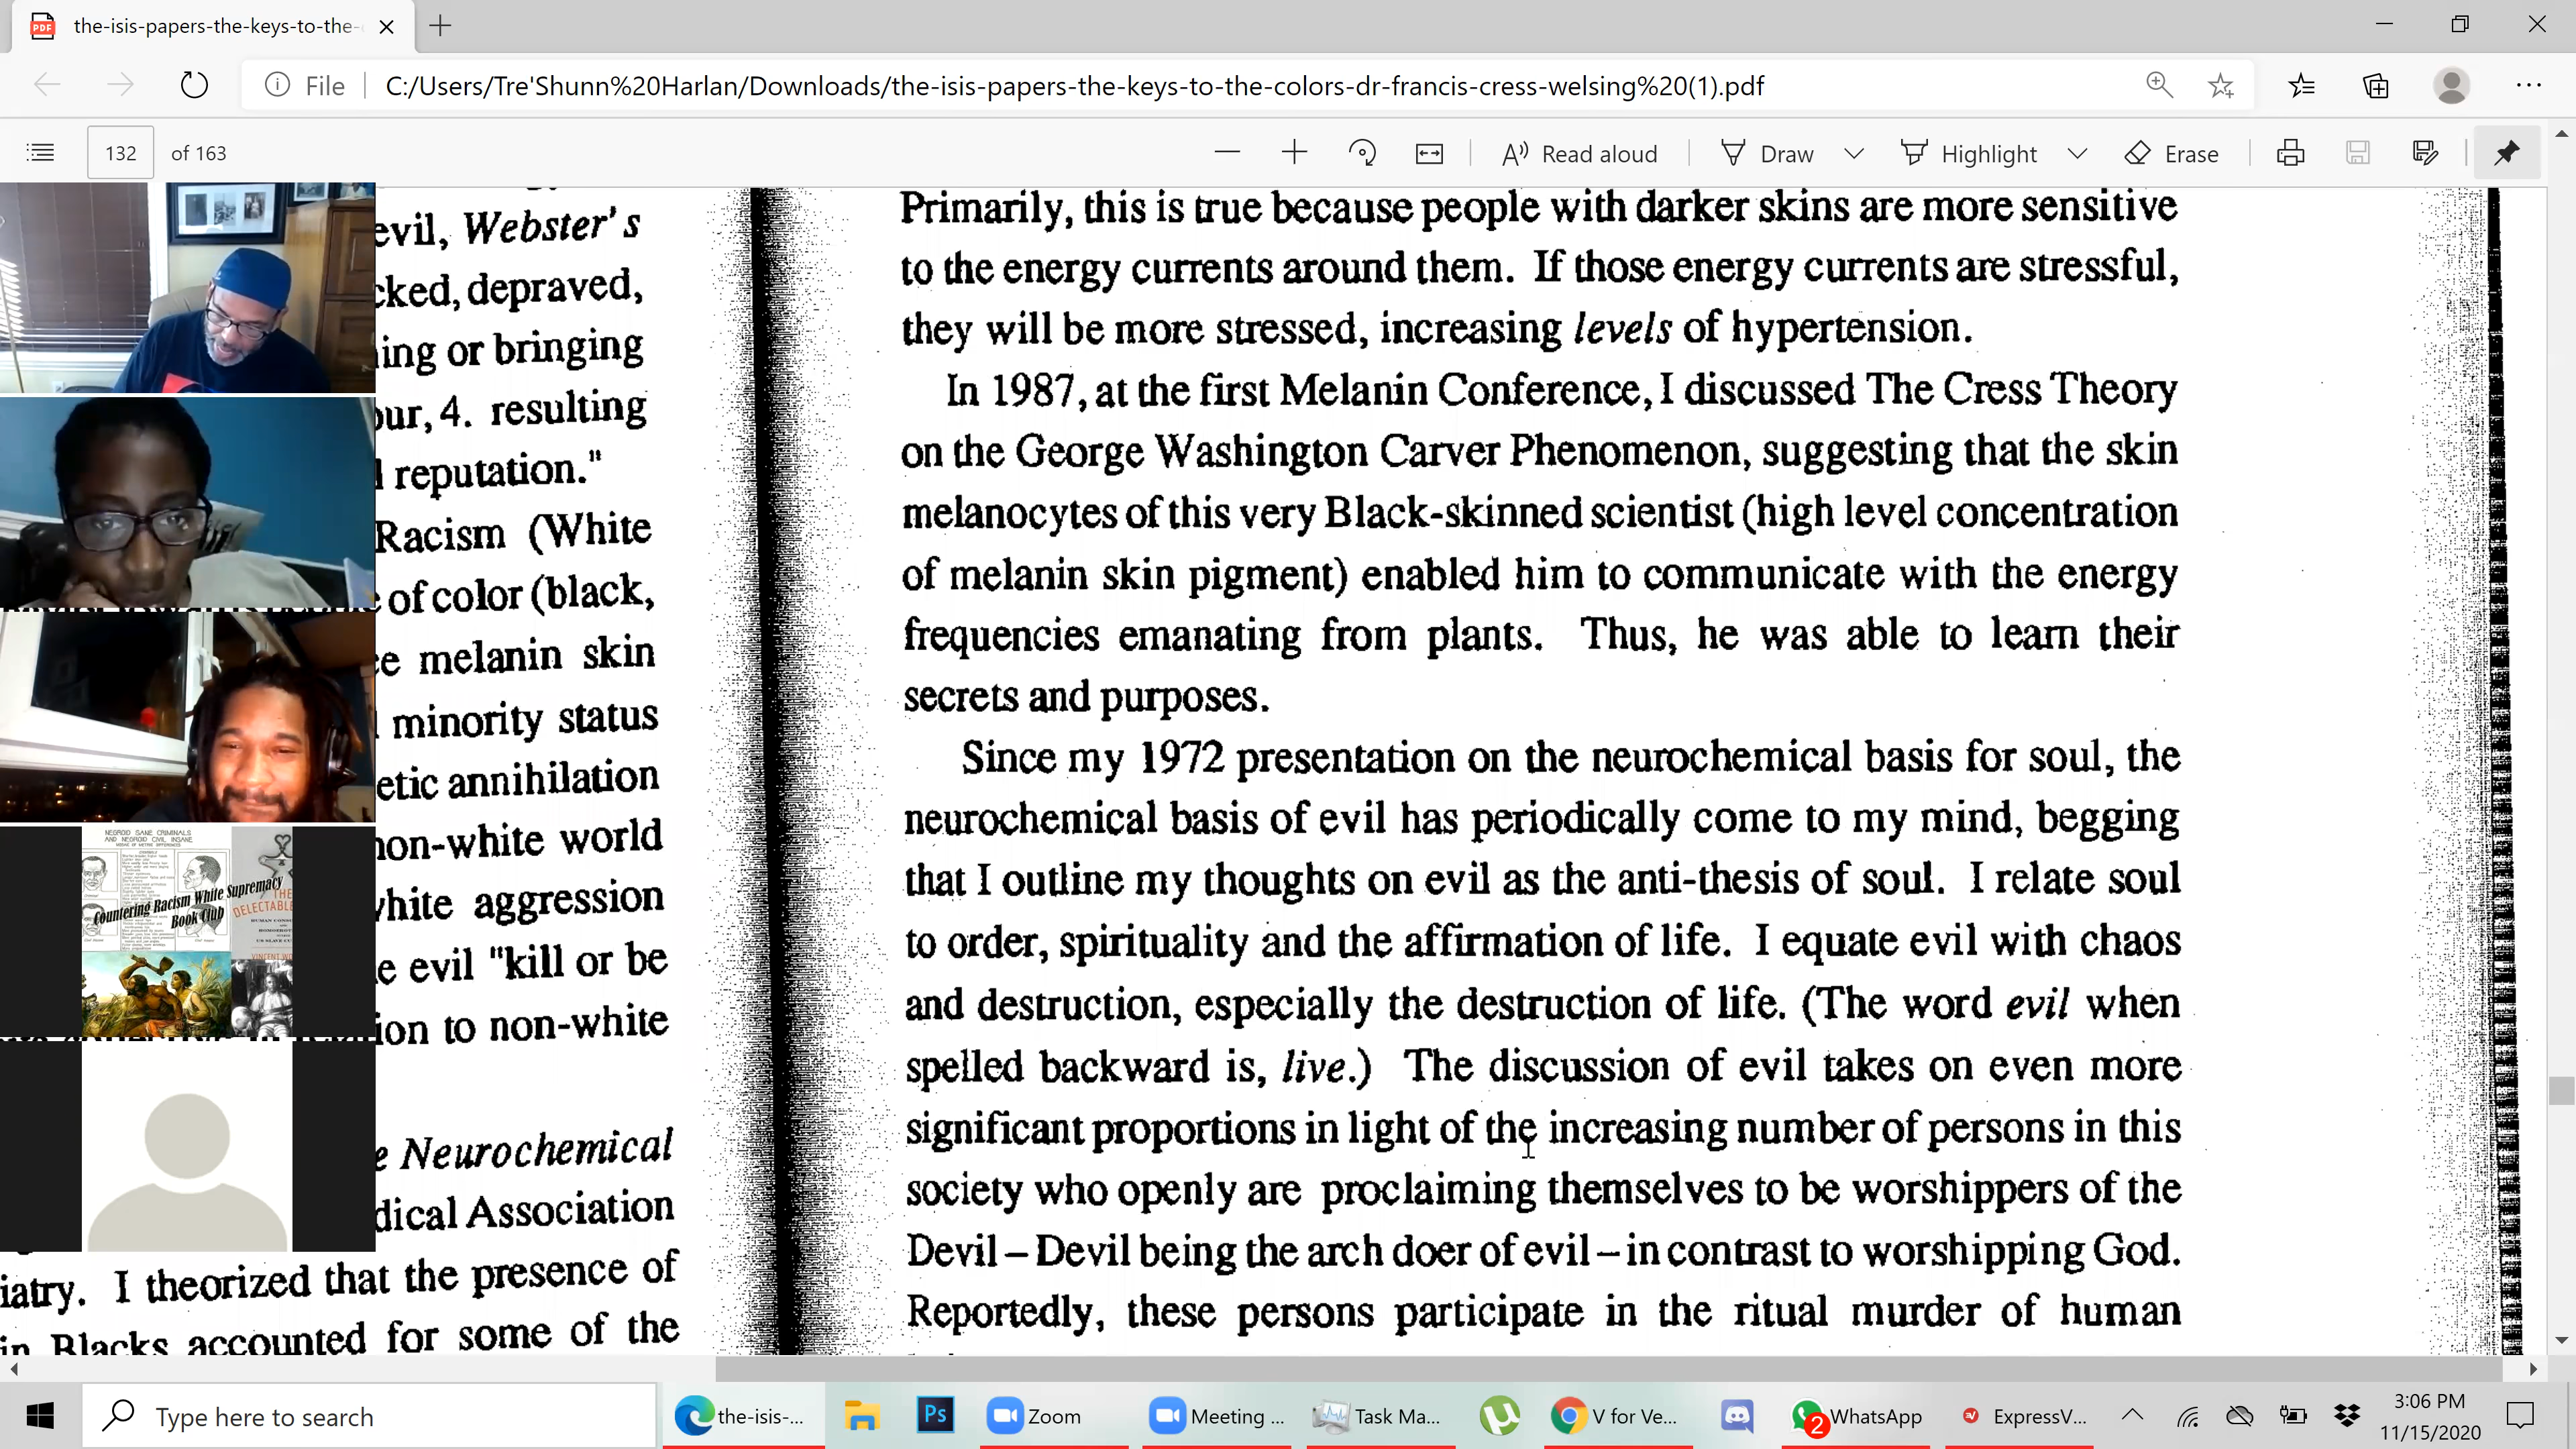 the-isis-papers-the-keys-to-the-
File
C:/Users/Tre'Shunn%20Harlan/Downloads/the-isis-papers-the-keys-to-the-colors-dr-francis-cress-welsing%20(1).pdf
132 of 163
Read aloud
Draw
Highlight
Erase
evil, Webster's
cked, depraved,
ing or bringing
our, 4. resulting
reputation."
Racism (White
of color (black,
melanin skin
minority status
etic annihilation
non-white world
white aggression
e evil "kill or be
ion to non-white
e Neurochemical
dical Association
iatry. I theorized that the presence of
in Blacks accounted for some of the
Primarily, this is true because people with darker skins are more sensitive
to the energy currents around them. If those energy currents are stressful,
they will be more stressed, increasing levels of hypertension.
In 1987, at the first Melanin Conference, I discussed The Cress Theory
on the George Washington Carver Phenomenon, suggesting that the skin
melanocytes of this very Black-skinned scientist (high level concentration
of melanin skin pigment) enabled him to communicate with the energy
frequencies emanating from plants. Thus, he was able to learn their
secrets and purposes.
Since my 1972 presentation on the neurochemical basis for soul, the
neurochemical basis of evil has periodically come to my mind, begging
that I outline my thoughts on evil as the anti-thesis of soul. I relate soul
to order, spirituality and the affirmation of life. I equate evil with chaos
and destruction, especially the destruction of life. (The word evil when
spelled backward is, live.) The discussion of evil takes on even more
significant proportions in light of the increasing number of persons in this
society who openly are proclaiming themselves to be worshippers of the
Devil – Devil being the arch doer of evil – in contrast to worshipping God.
Reportedly, these persons participate in the ritual murder of human
NEGROID SANE CRIMINALS
AND NEGROID CIVIL INSANE
Countering Racism White Supremacy
Book Club
THE
DELECTABLE
Type here to search
the-isis-...
Ps
Zoom
Meeting ...
Task Ma...
V for Ve...
2
WhatsApp
ExpressV...
3:06 PM
11/15/2020